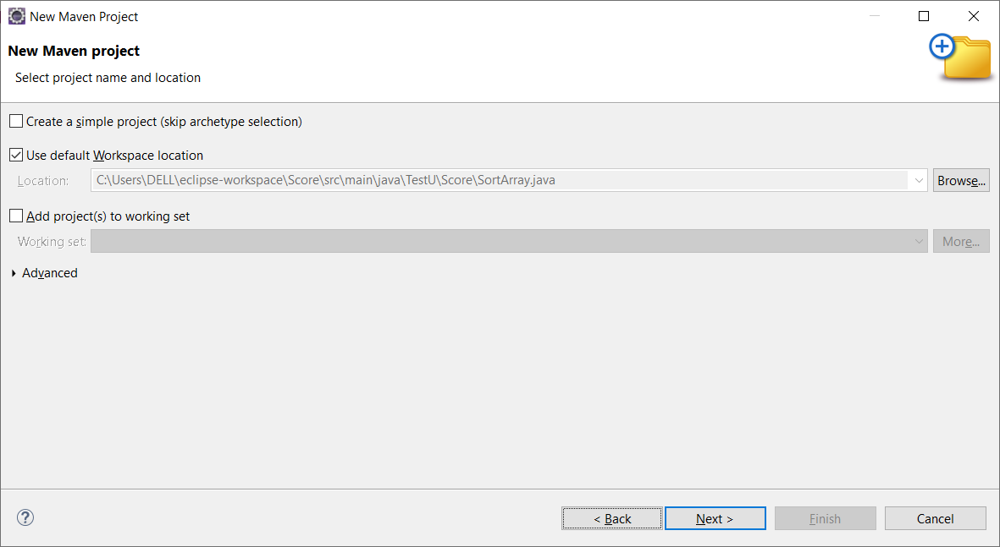 New Maven Project
New Maven project
Select project name and location
Create a simple project (skip archetype selection)
Use default Workspace location
Location: C:\Users\DELL\eclipse-workspace\Score\src\main\java\TestU\Score\SortArray.java Browse...
Add project(s) to working set
Working set: More...
Advanced
? < Back Next > Finish Cancel